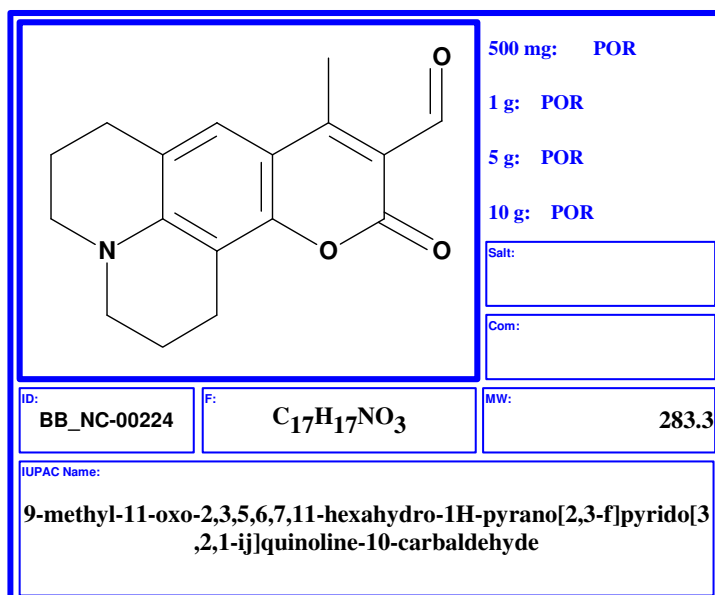 O
N
O
O
500 mg: POR
1 g: POR
5 g: POR
10 g: POR
Salt:
Com:
ID:
BB_NC-00224
F:
C17H17NO3
MW:
283.3
IUPAC Name:
9-methyl-11-oxo-2,3,5,6,7,11-hexahydro-1H-pyrano[2,3-f]pyrido[3
,2,1-ij]quinoline-10-carbaldehyde